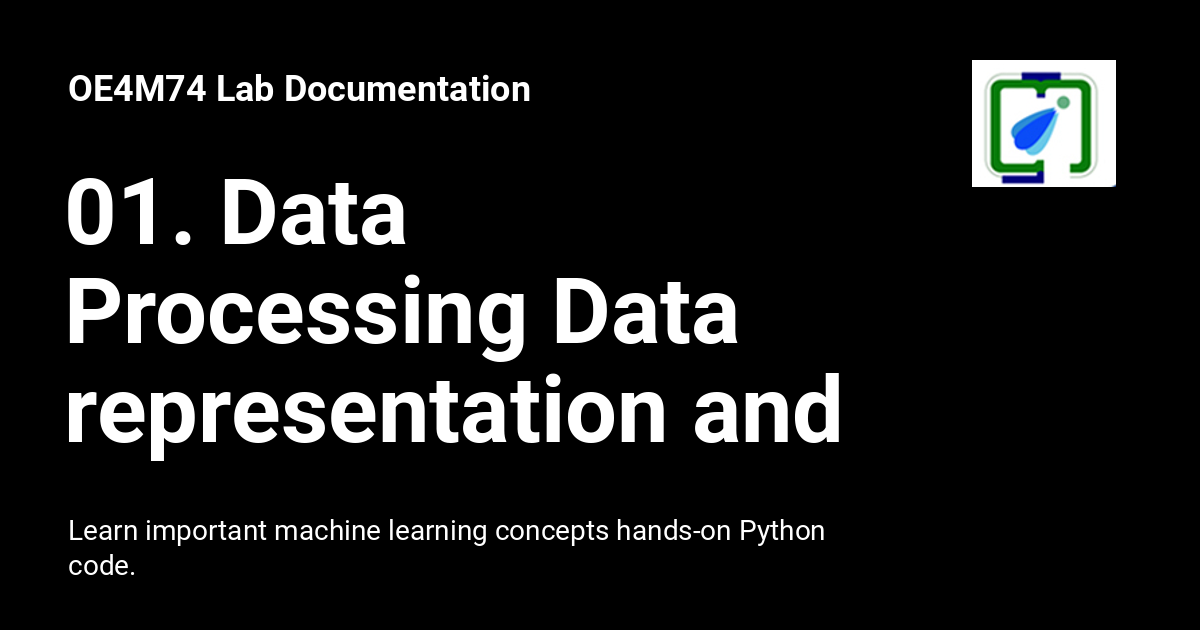 OE4M74 Lab Documentation
01. Data
Processing Data
representation and
Learn important machine learning concepts hands-on Python
code.